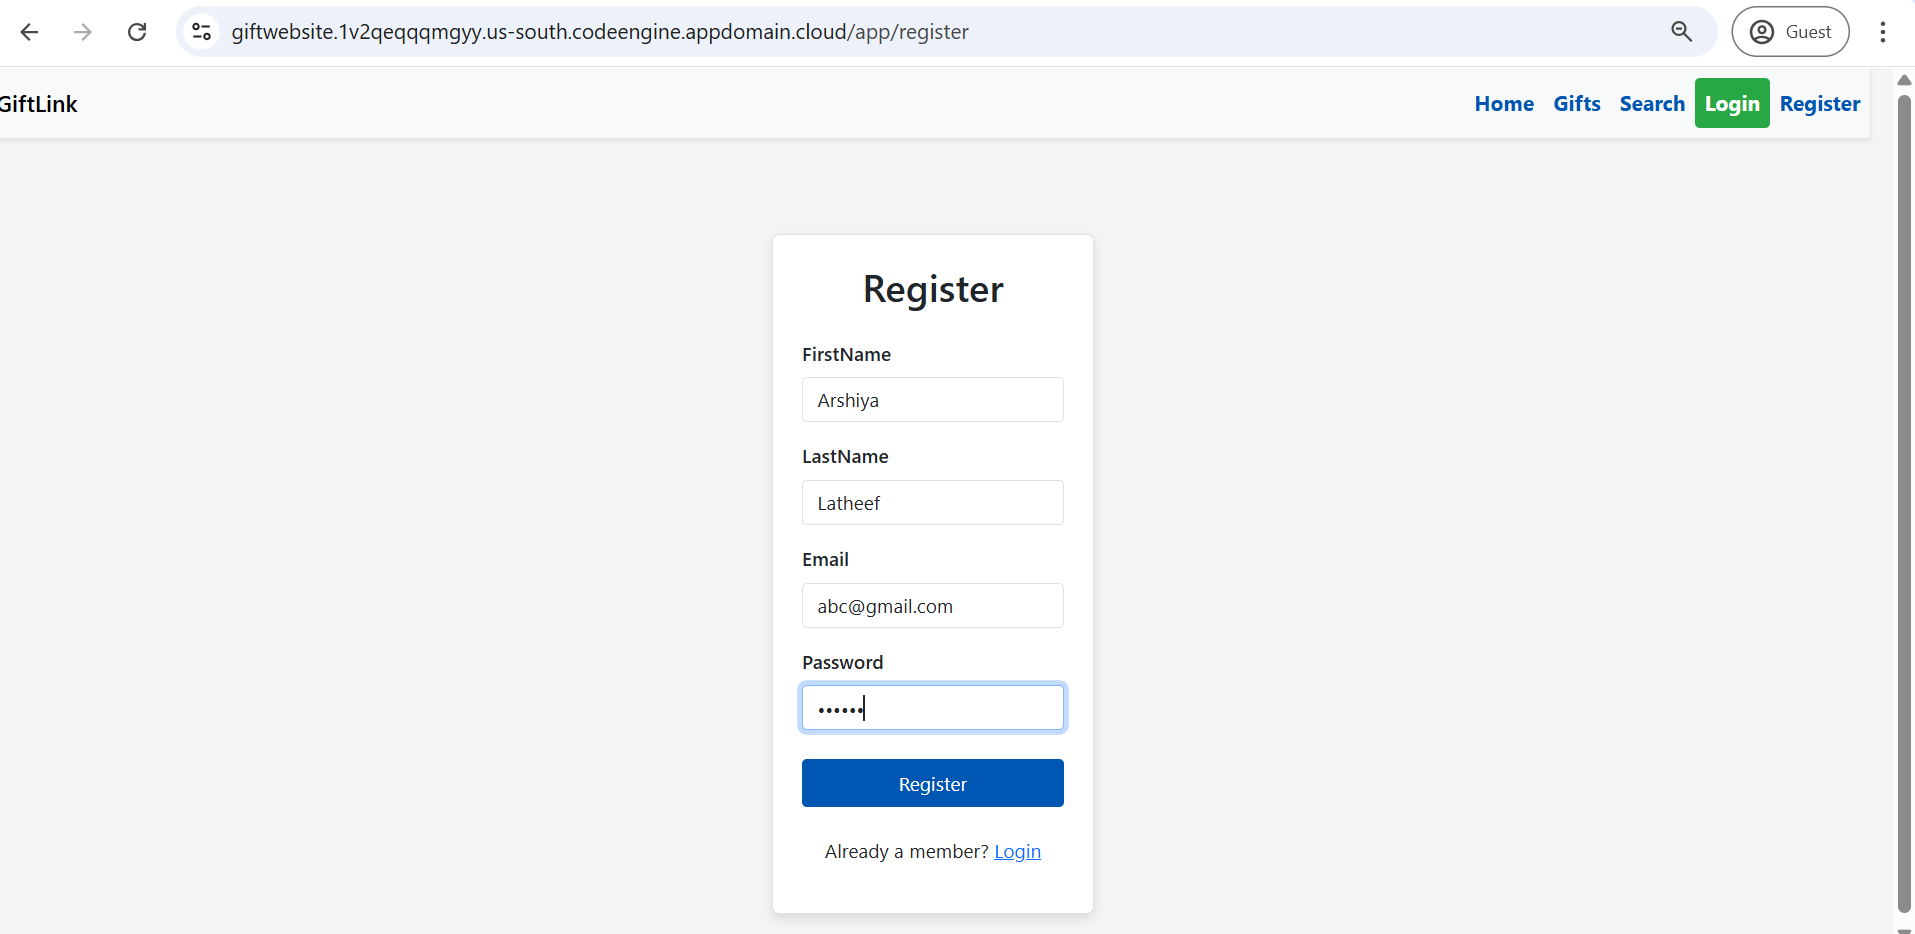 giftwebsite.1v2qeqqqmgyy.us-south.codeengine.appdomain.cloud/app/register
Guest
GiftLink
Home Gifts Search Login Register
Register
FirstName
Arshiya
LastName
Latheef
Email
abc@gmail.com
Password
••••••
Register
Already a member? Login